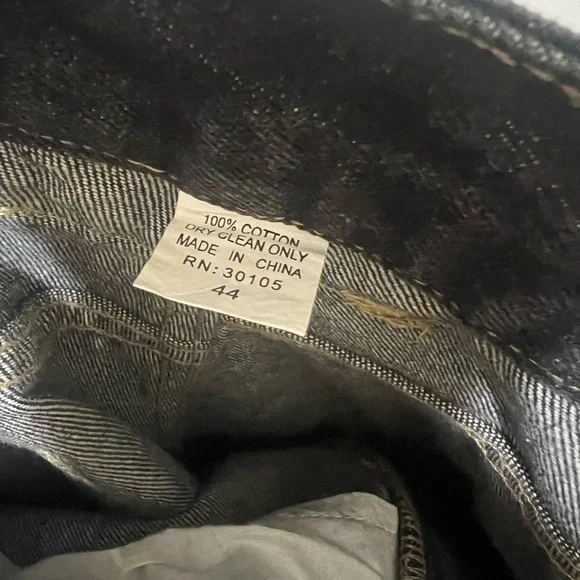 100% COTTON
DRY CLEAN ONLY
MADE IN CHINA
RN: 30105
44